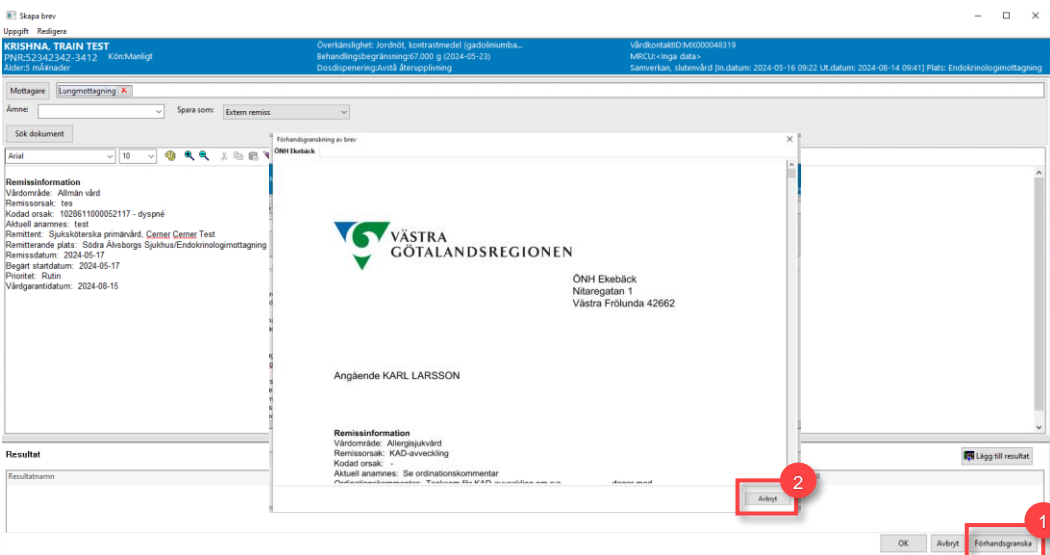 Skapa brev
Uppgift Redigera
KRISHNA, TRAIN TEST
PNR:52342342-3412 Kön:Manligt
Ålder:5 mÃ¥nader
Överkänslighet: Jordnöt, kontrastmedel (gadoliniumba...
Behandlingsbegränsning:67.000 g (2024-05-23)
Dosdispenering:Avstå återupplivning
VårdkontaktID:MX000048319
MRCU:<Inga data>
Samverkan, slutenvård [In.datum: 2024-05-16 09:22 Ut.datum: 2024-08-14 09:41] Plats: Endokrinologimottagning
Mottagare Lungmottagning X
Ämne: Spara som: Extern remiss
Sök dokument
Arial 10
Remissinformation
Vårdområde: Allmän vård
Remissorsak: tes
Kodad orsak: 1028611000052117 - dyspné
Aktuell anamnes: test
Remittent: Sjuksköterska primärvård, Cerner Cerner Test
Remitterande plats: Södra Älvsborgs Sjukhus/Endokrinologimottagning
Remissdatum: 2024-05-17
Begärt startdatum: 2024-05-17
Prioritet: Rutin
Vårdgarantidatum: 2024-08-15
Förhandsgranskning av brev
ÖNH Ekebäck
VÄSTRA
GÖTALANDSREGIONEN
ÖNH Ekebäck
Nitaregatan 1
Västra Frölunda 42662
Angående KARL LARSSON
Remissinformation
Vårdområde: Allergisjukvård
Remissorsak: KAD-avveckling
Kodad orsak: -
Aktuell anamnes: Se ordinationskommentar
Avbryt
2
Resultat
Lägg till resultat
Resultatnamn
1
OK Avbryt Förhandsgranska